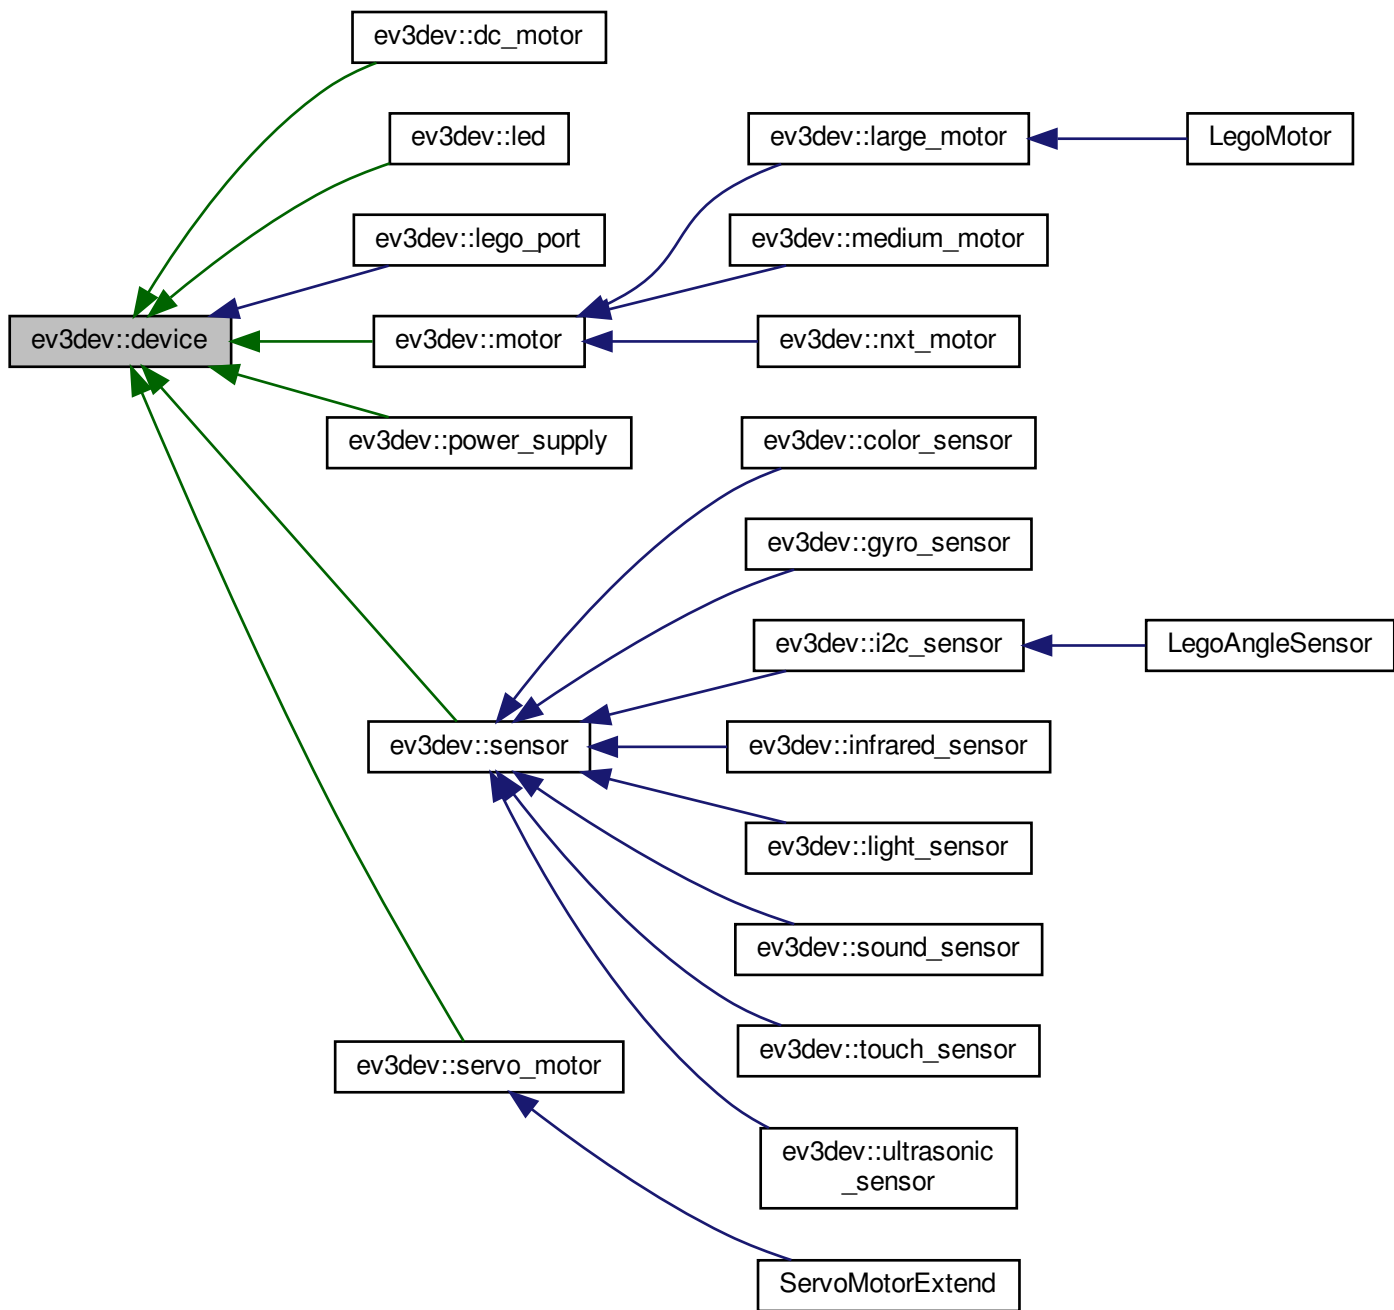 ev3dev::dc_motor
ev3dev::led
ev3dev::large_motor
LegoMotor
ev3dev::lego_port
ev3dev::medium_motor
ev3dev::device
ev3dev::motor
ev3dev::nxt_motor
ev3dev::power_supply
ev3dev::color_sensor
ev3dev::gyro_sensor
ev3dev::i2c_sensor
LegoAngleSensor
ev3dev::sensor
ev3dev::infrared_sensor
ev3dev::light_sensor
ev3dev::sound_sensor
ev3dev::touch_sensor
ev3dev::servo_motor
ev3dev::ultrasonic
_sensor
ServoMotorExtend